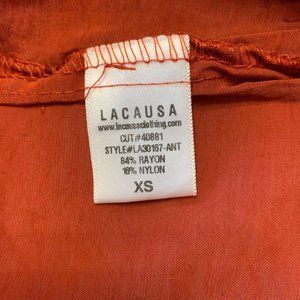 LACAUSA
www.lacausaclothing.com
CUT#40881
STYLE#LA30167-ANT
84% RAYON
16% NYLON
XS